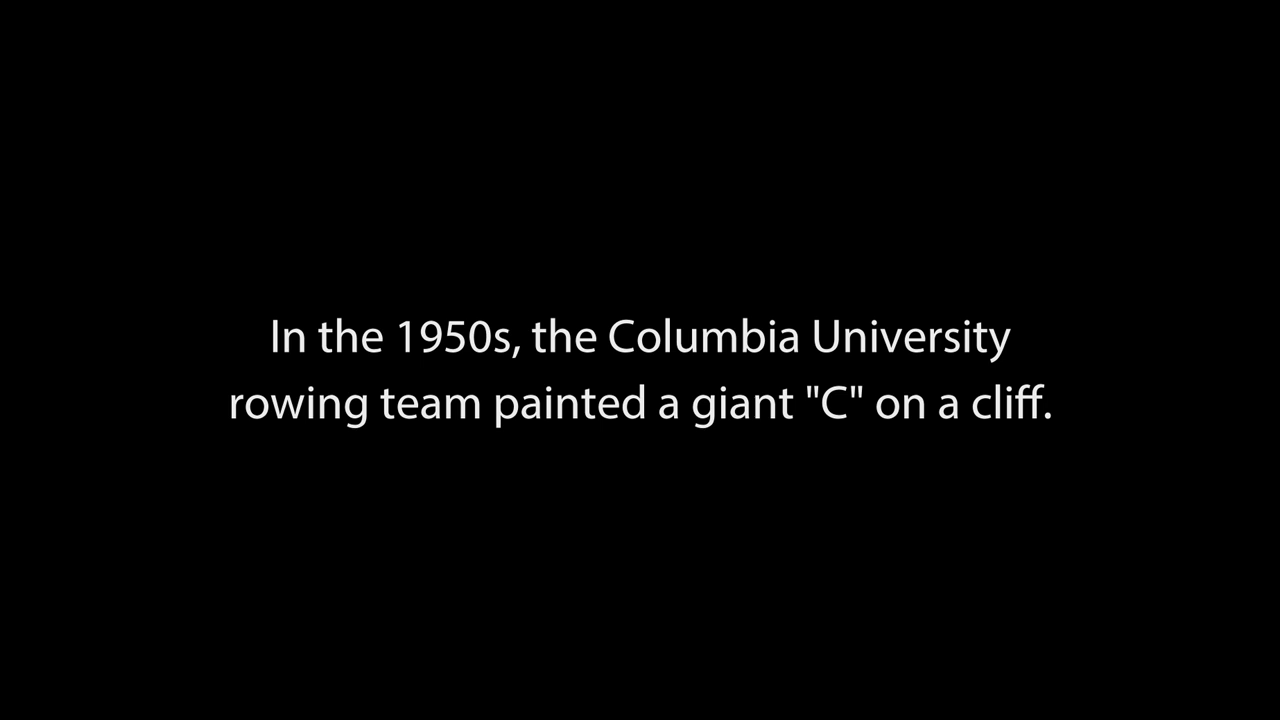 In the 1950s, the Columbia University
rowing team painted a giant "C" on a cliff.